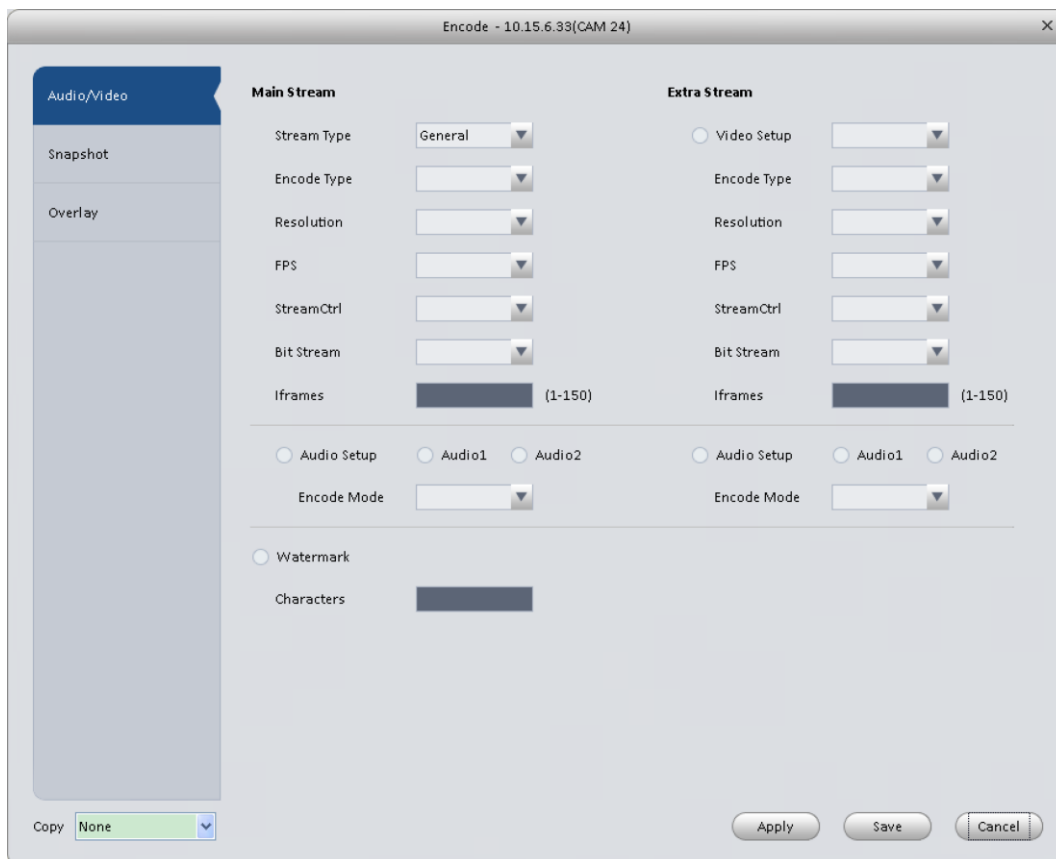 Encode - 10.15.6.33(CAM 24)
Audio/Video
Snapshot
Overlay
Main Stream
Extra Stream
Stream Type General
Video Setup
Encode Type
Encode Type
Resolution
Resolution
FPS
FPS
StreamCtrl
StreamCtrl
Bit Stream
Bit Stream
Iframes (1-150)
Iframes (1-150)
Audio Setup Audio1 Audio2
Audio Setup Audio1 Audio2
Encode Mode
Encode Mode
Watermark
Characters
Copy None
Apply Save Cancel